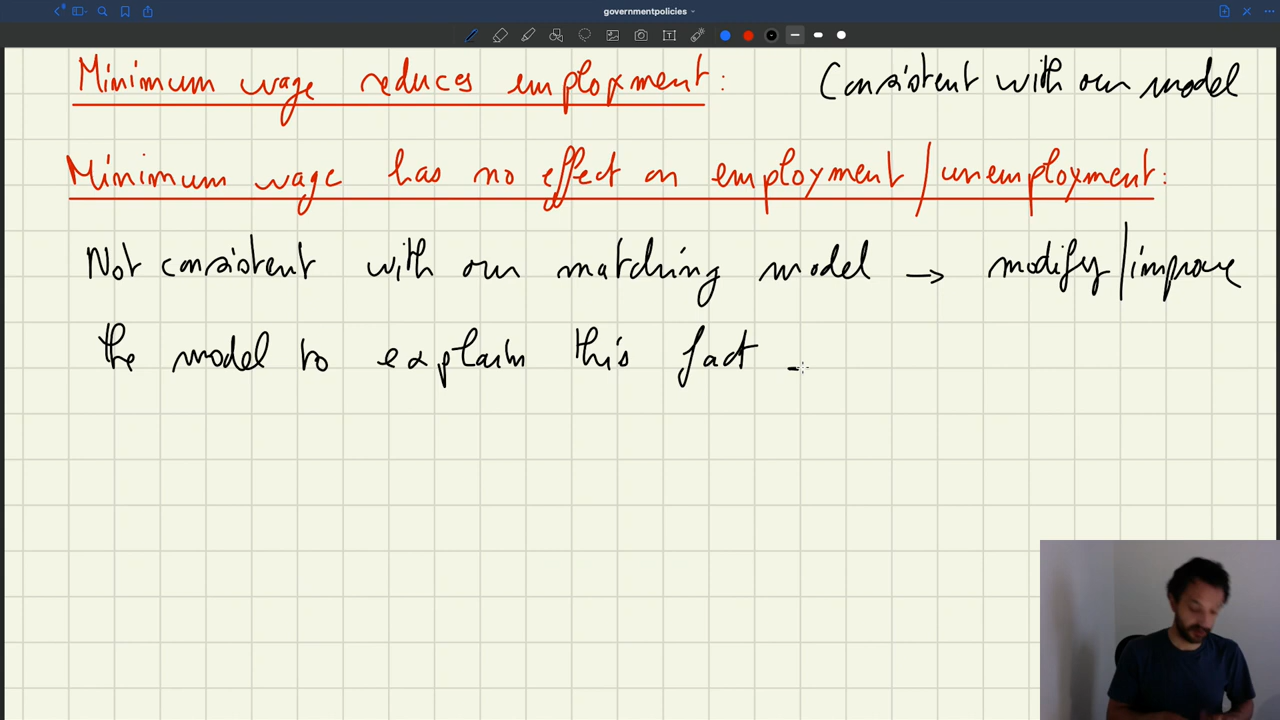 governmentpolicies
Minimum wage reduces employment: Consistent with our model
Minimum wage has no effect on employment/unemployment:
Not consistent with our matching model → modify/improve
the model to explain this fact -